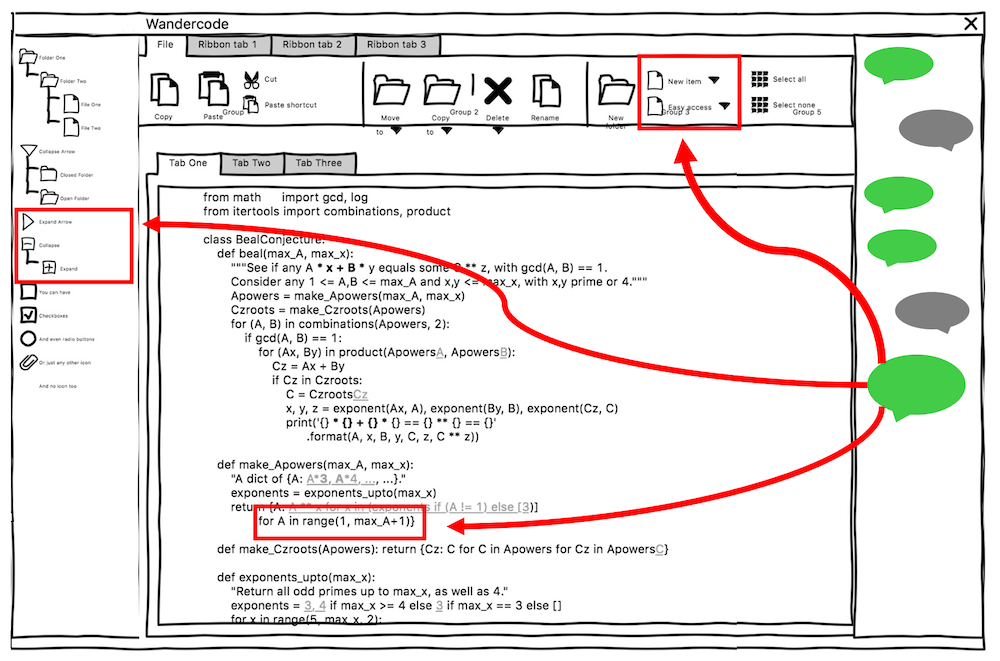 Wandercode
File
Ribbon tab 1
Ribbon tab 2
Ribbon tab 3
Copy
Paste
Cut
Paste shortcut
Group
Move to
Copy to
Group 2
Delete
Rename
New folder
New item
Easy access
Group 3
Select all
Select none
Group 5
Folder One
Folder Two
File One
File Two
Collapse Arrow
Closed Folder
Open Folder
Expand Arrow
Collapse
Expand
You can have
Checkboxes
And even radio buttons
Or just any other icon
And no icon too
Tab One
Tab Two
Tab Three
from math import gcd, log
from itertools import combinations, product
class BealConjecture:
def beal(max_A, max_x):
"""See if any A * x + B * y equals some ** z, with gcd(A, B) == 1.
Consider any 1 <= A,B <= max_A and x,y <= max_x, with x,y prime or 4."""
Apowers = make_Apowers(max_A, max_x)
Czroots = make_Czroots(Apowers)
for (A, B) in combinations(Apowers, 2):
if gcd(A, B) == 1:
for (Ax, By) in product(ApowersA, ApowersB):
Cz = Ax + By
if Cz in Czroots:
C = CzrootsCz
x, y, z = exponent(Ax, A), exponent(By, B), exponent(Cz, C)
print('{} * {} + {} * {} == {} ** {} == {}'
.format(A, x, B, y, C, z, C ** z))
def make_Apowers(max_A, max_x):
"A dict of {A: A*3, A*4, ..., ...}."
exponents = exponents_upto(max_x)
return {A: A ** x for x in (exponents if (A != 1) else [3)]
for A in range(1, max_A+1)}
def make_Czroots(Apowers): return {Cz: C for C in Apowers for Cz in ApowersC}
def exponents_upto(max_x):
"Return all odd primes up to max_x, as well as 4."
exponents = 3, 4 if max_x >= 4 else 3 if max_x == 3 else []
for x in range(5, max_x, 2):